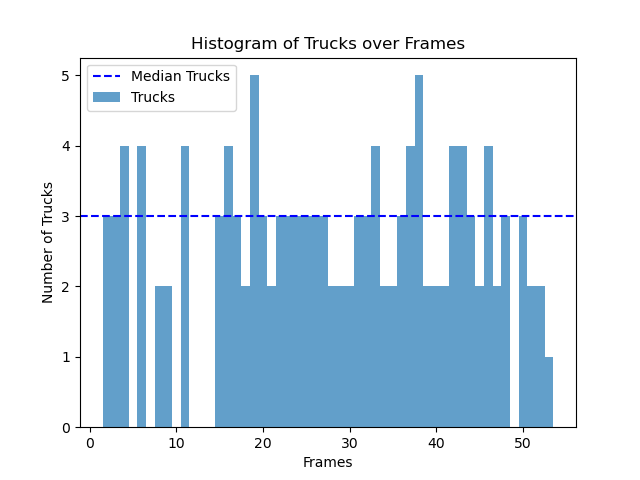 Histogram of Trucks over Frames
Median Trucks
Trucks
5
4
3
2
1
0
Number of Trucks
0 10 20 30 40 50
Frames